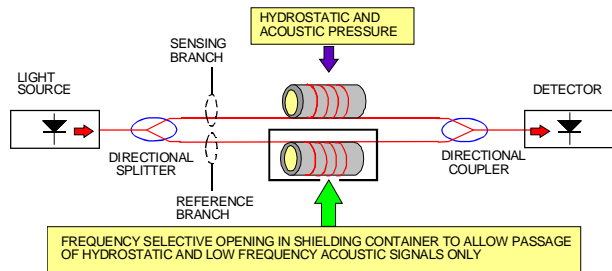 HYDROSTATIC AND
ACOUSTIC PRESSURE
SENSING
BRANCH
LIGHT
SOURCE
DETECTOR
DIRECTIONAL
SPLITTER
DIRECTIONAL
COUPLER
REFERENCE
BRANCH
FREQUENCY SELECTIVE OPENING IN SHIELDING CONTAINER TO ALLOW PASSAGE
OF HYDROSTATIC AND LOW FREQUENCY ACOUSTIC SIGNALS ONLY